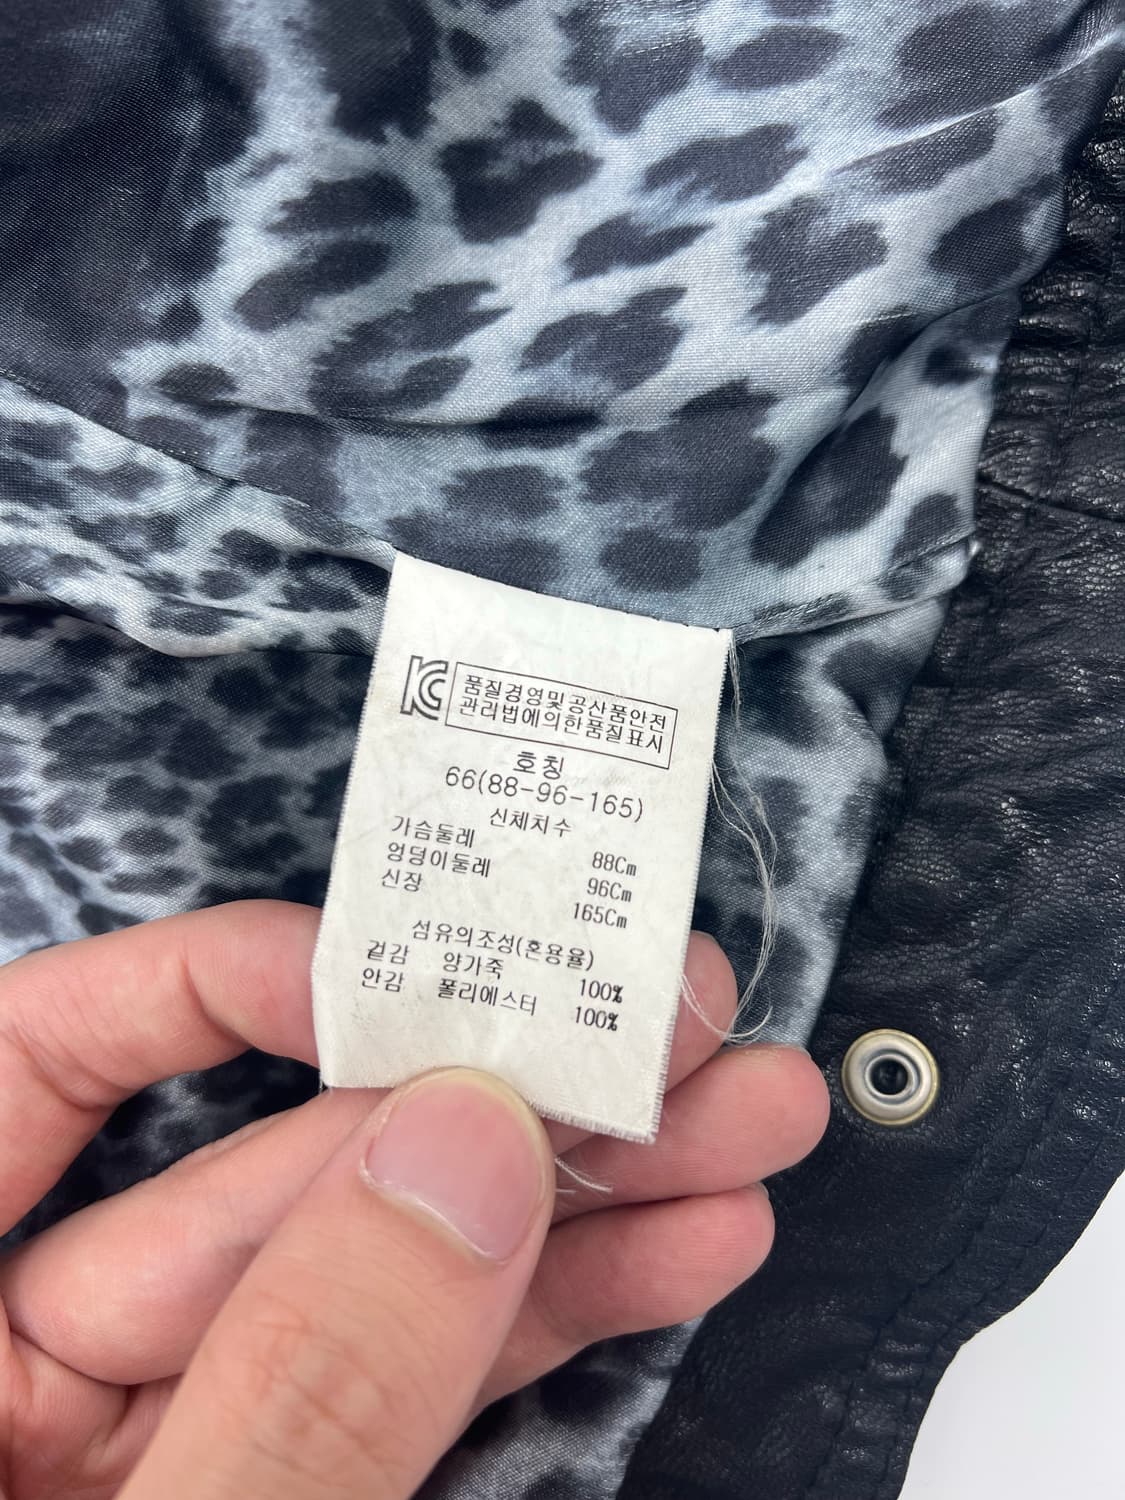 KC
품질경영및공산품안전
관리법에의한품질표시
호칭
66(88-96-165)
신체치수
가슴둘레 88Cm
엉덩이둘레 96Cm
신장 165Cm
섬유의조성(혼용율)
겉감 양가죽 100%
안감 폴리에스터 100%